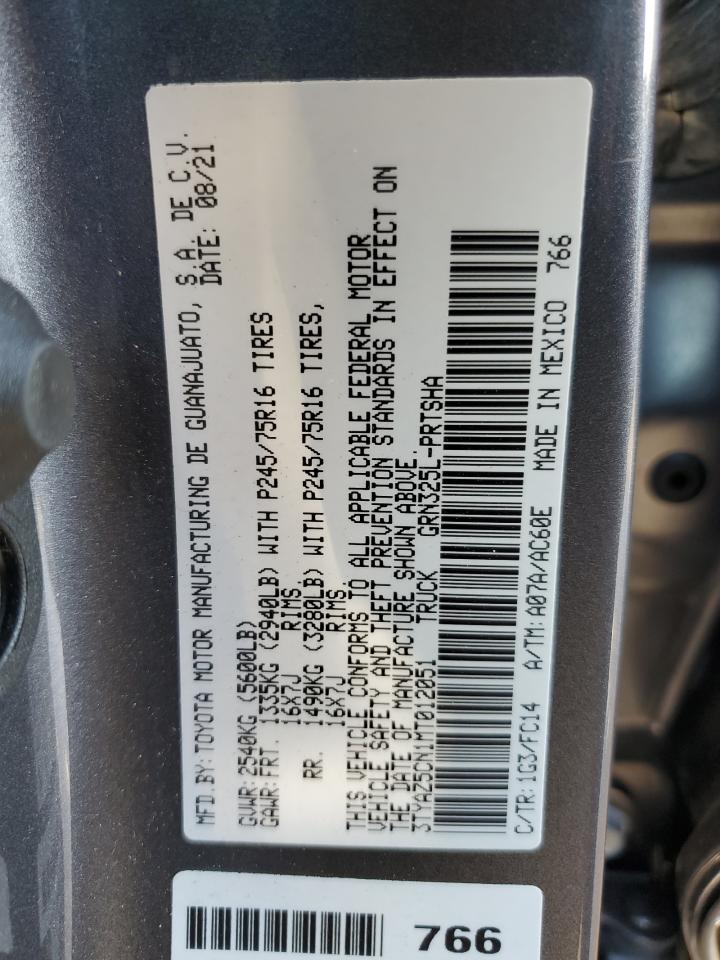 MFD.BY:TOYOTA MOTOR MANUFACTURING DE GUANAJUATO, S.A. DE C.V.
DATE: 08/21
GVWR:2540KG (5600LB)
GAWR:FRT. 1335KG (2940LB) WITH P245/75R16 TIRES
16X7J RIMS
RR. 1490KG (3280LB) WITH P245/75R16 TIRES,
16X7J RIMS.
THIS VEHICLE CONFORMS TO ALL APPLICABLE FEDERAL MOTOR
VEHICLE SAFETY AND THEFT PREVENTION STANDARDS IN EFFECT ON
THE DATE OF MANUFACTURE SHOWN ABOVE.
3TYAZ5CN1MT012051 TRUCK GRN325L-PRTSHA
C/TR:1G3/FC14 A/TM:A07A/AC60E MADE IN MEXICO 766
766